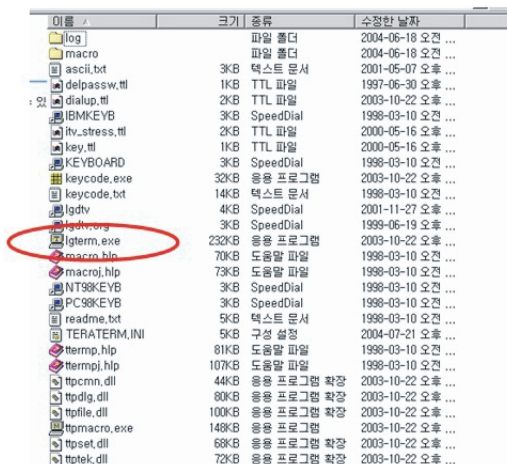 이름 크기 종류 수정한 날짜
log 파일 폴더 2004-06-18 오전 ...
macro 파일 폴더 2004-06-18 오전 ...
ascii,txt 3KB 텍스트 문서 2001-05-07 오후 ...
delpassw,ttl 1KB TTL 파일 1997-06-30 오후 ...
: 있 dialup,ttl 2KB TTL 파일 2003-10-22 오후 ...
IBMKEYB 3KB SpeedDial 1998-03-10 오전 ...
itv_stress,ttl 2KB TTL 파일 2000-05-16 오후 ...
key,ttl 1KB TTL 파일 2000-05-16 오후 ...
KEYBOARD 3KB SpeedDial 1998-03-10 오전 ...
keycode,exe 32KB 응용 프로그램 2003-10-22 오후 ...
keycode,txt 14KB 텍스트 문서 1998-03-10 오전 ...
lgdtv 4KB SpeedDial 2001-11-27 오후 ...
lgdtv,org 3KB SpeedDial 1999-06-19 오후 ...
lgterm,exe 232KB 응용 프로그램 2003-10-22 오후 ...
macro,hlp 70KB 도움말 파일 1998-03-10 오전 ...
macroj,hlp 73KB 도움말 파일 1998-03-10 오전 ...
NT98KEYB 3KB SpeedDial 1998-03-10 오전 ...
PC98KEYB 3KB SpeedDial 1998-03-10 오전 ...
readme,txt 5KB 텍스트 문서 1998-03-10 오전 ...
TERATERM,INI 5KB 구성 설정 2004-07-21 오후 ...
ttermp,hlp 81KB 도움말 파일 1998-03-10 오전 ...
ttermpj,hlp 107KB 도움말 파일 1998-03-10 오전 ...
ttpcmn,dll 44KB 응용 프로그램 확장 2003-10-22 오후 ...
ttpdlg,dll 80KB 응용 프로그램 확장 2003-10-22 오후 ...
ttpfile,dll 100KB 응용 프로그램 확장 2003-10-22 오후 ...
ttpmacro,exe 148KB 응용 프로그램 2003-10-22 오후 ...
ttpset,dll 68KB 응용 프로그램 확장 2003-10-22 오후 ...
ttptek,dll 72KB 응용 프로그램 확장 2003-10-22 오후 ...